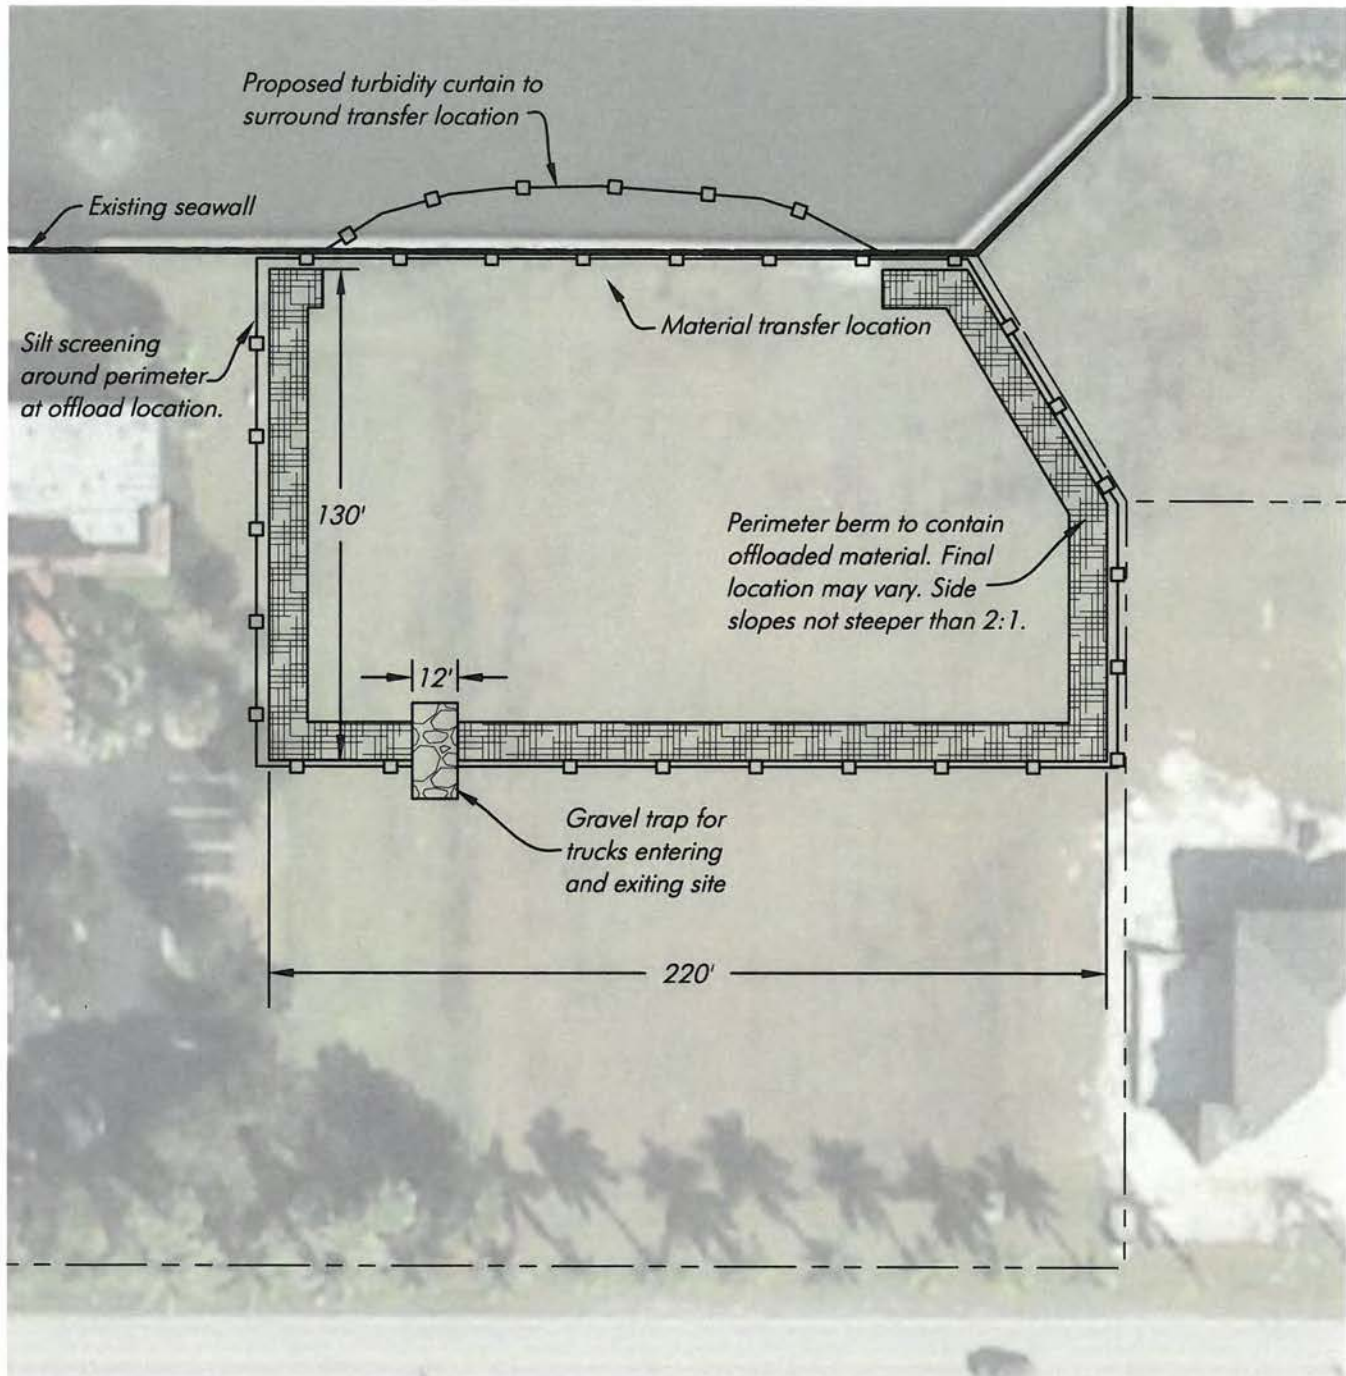 Proposed turbidity curtain to
surround transfer location
Existing seawall
Material transfer location
Silt screening
around perimeter
at offload location.
130'
Perimeter berm to contain
offloaded material. Final
location may vary. Side
slopes not steeper than 2:1.
12'
Gravel trap for
trucks entering
and exiting site
220'